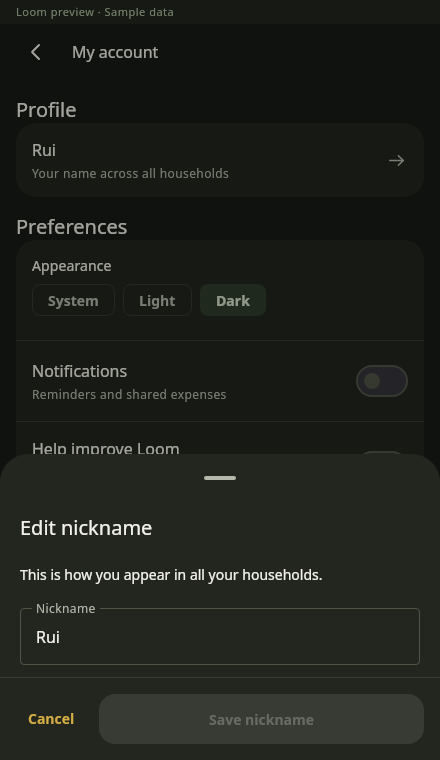 Loom preview · Sample data
My account
Profile
Rui
Your name across all households
Preferences
Appearance
System
Light
Dark
Notifications
Reminders and shared expenses
Help improve Loom
Edit nickname
This is how you appear in all your households.
Nickname
Rui
Cancel
Save nickname